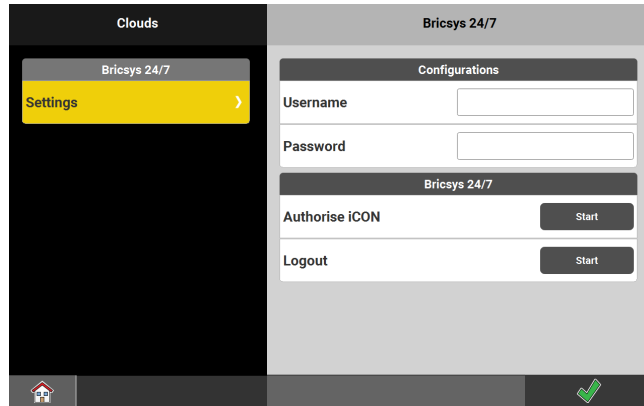 Clouds
Bricsys 24/7
Settings
Bricsys 24/7
Configurations
Username
Password
Bricsys 24/7
Authorise iCON
Start
Logout
Start